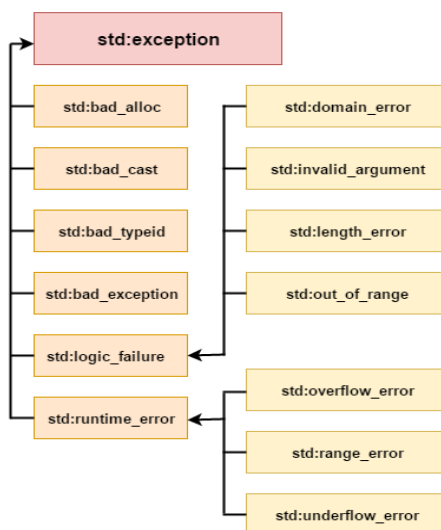 std:exception
std:bad_alloc
std:bad_cast
std:bad_typeid
std:bad_exception
std:logic_failure
std:runtime_error
std:domain_error
std:invalid_argument
std:length_error
std:out_of_range
std:overflow_error
std:range_error
std:underflow_error